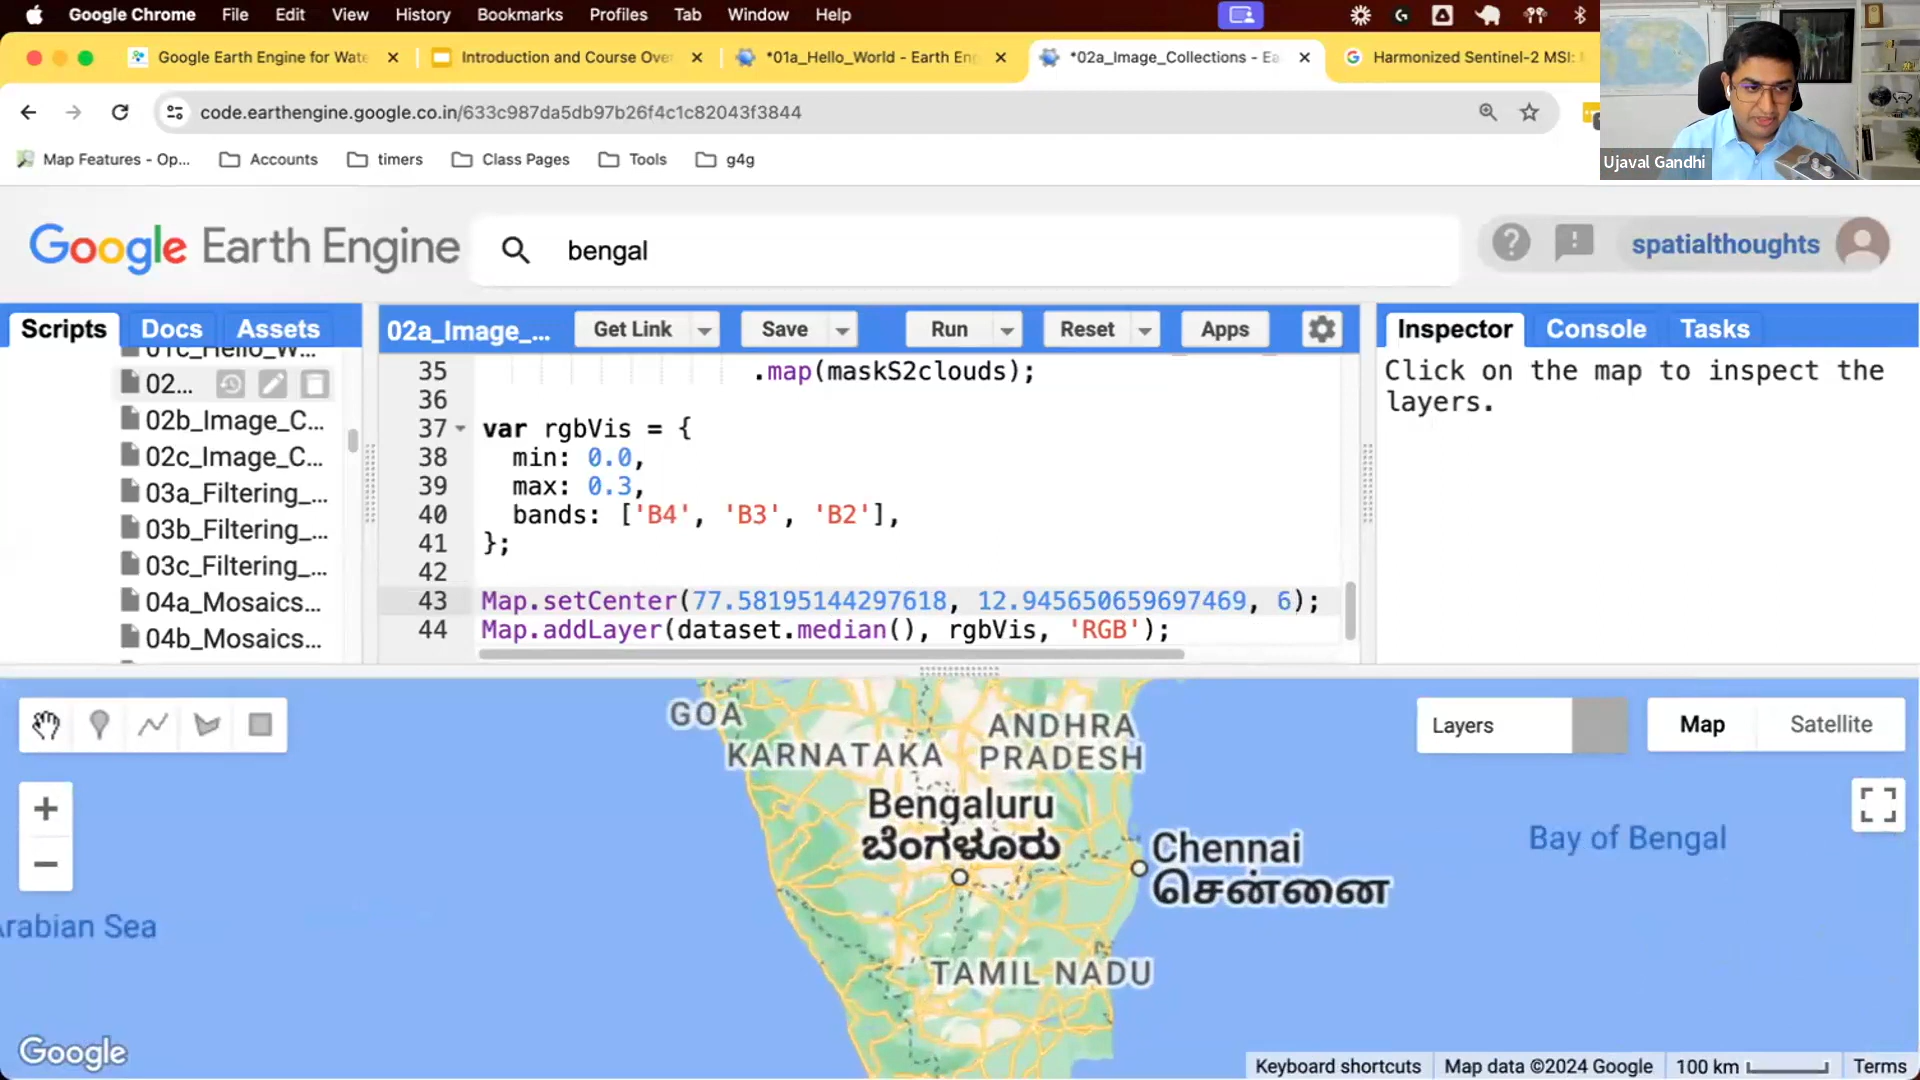 Google Chrome File Edit View History Bookmarks Profiles Tab Window Help
Google Earth Engine for Wate
Introduction and Course Ove
*01a_Hello_World - Earth Eng
*02a_Image_Collections - Ea
Harmonized Sentinel-2 MSI:
code.earthengine.google.co.in/633c987da5db97b26f4c1c82043f3844
Map Features - Op... Accounts timers Class Pages Tools g4g
Ujaval Gandhi
Google Earth Engine
bengal
spatialthoughts
Scripts Docs Assets
02a_Image_... Get Link Save Run Reset Apps
Inspector Console Tasks
01c_Hello_W...
02...
02b_Image_C...
02c_Image_C...
03a_Filtering_...
03b_Filtering_...
03c_Filtering_...
04a_Mosaics...
04b_Mosaics...
35 .map(maskS2clouds);
36
37 var rgbVis = {
38 min: 0.0,
39 max: 0.3,
40 bands: ['B4', 'B3', 'B2'],
41 };
42
43 Map.setCenter(77.58195144297618, 12.945650659697469, 6);
44 Map.addLayer(dataset.median(), rgbVis, 'RGB');
Click on the map to inspect the
layers.
Layers
Map Satellite
GOA
KARNATAKA
ANDHRA
PRADESH
Bengaluru
ಬೆಂಗಳೂರು
Chennai
சென்னை
Bay of Bengal
Arabian Sea
TAMIL NADU
Google
Keyboard shortcuts Map data ©2024 Google 100 km Terms